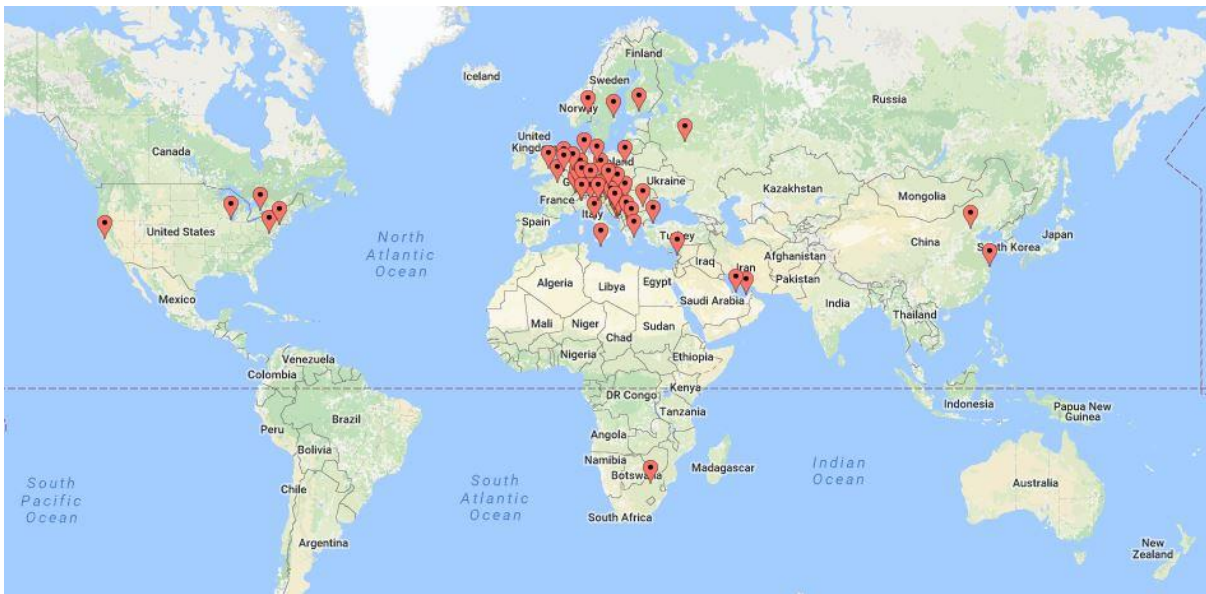 Iceland
Finland
Sweden
Norway
Russia
United
Kingdom
Canada
Poland
Ukraine
Kazakhstan
Mongolia
France
Italy
Spain
United States
North
Atlantic
Ocean
Turkey
China
South Korea
Japan
Iraq
Iran
Afghanistan
Pakistan
Mexico
Algeria
Libya
Egypt
Saudi Arabia
India
Thailand
Mali
Niger
Chad
Sudan
Nigeria
Ethiopia
Venezuela
Colombia
DR Congo
Kenya
Tanzania
Indonesia
Papua New
Guinea
Brazil
Peru
Bolivia
Angola
Namibia
Botswana
Madagascar
Indian
Ocean
Australia
South
Pacific
Ocean
Chile
South
Atlantic
Ocean
South Africa
Argentina
New
Zealand